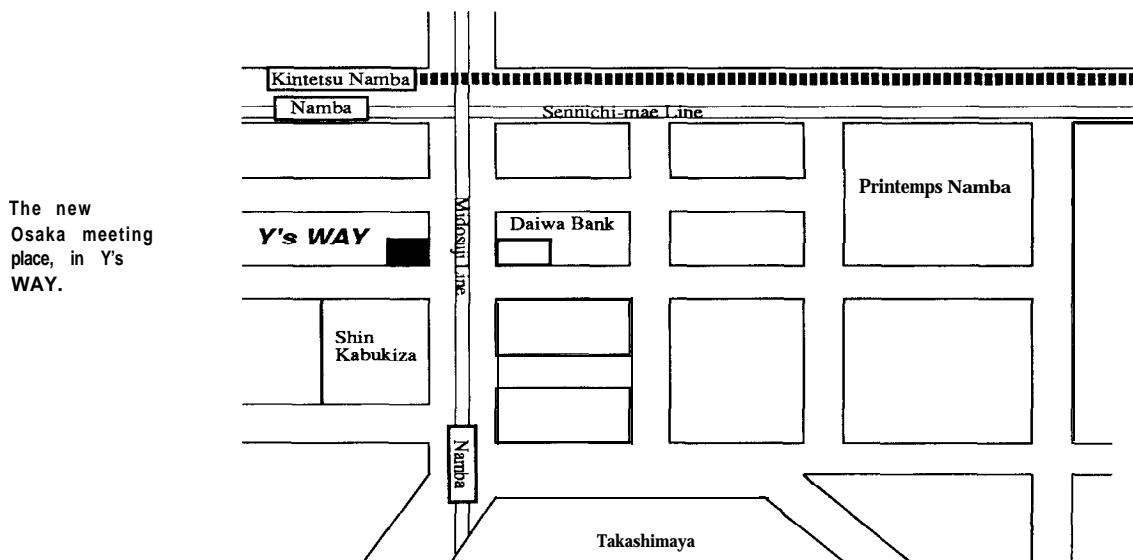 Kintetsu Namba
Namba
Sennichi-mae Line
Printemps Namba
The new
Osaka meeting
place, in Y's
WAY.
Y's WAY
Midosuji Line
Daiwa Bank
Shin
Kabukiza
Namba
Takashimaya